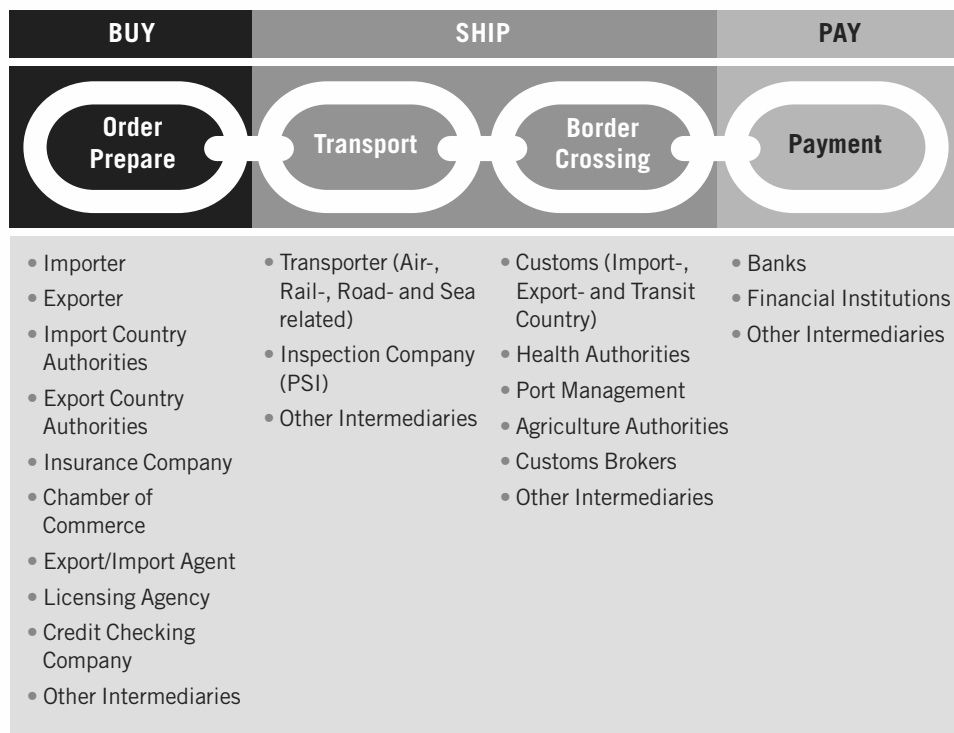 BUY
SHIP
PAY
Order
Prepare
Transport
Border
Crossing
Payment
• Importer
• Exporter
• Import Country
Authorities
• Export Country
Authorities
• Insurance Company
• Chamber of
Commerce
• Export/Import Agent
• Licensing Agency
• Credit Checking
Company
• Other Intermediaries
• Transporter (Air-,
Rail-, Road- and Sea
related)
• Inspection Company
(PSI)
• Other Intermediaries
• Customs (Import-,
Export- and Transit
Country)
• Health Authorities
• Port Management
• Agriculture Authorities
• Customs Brokers
• Other Intermediaries
• Banks
• Financial Institutions
• Other Intermediaries